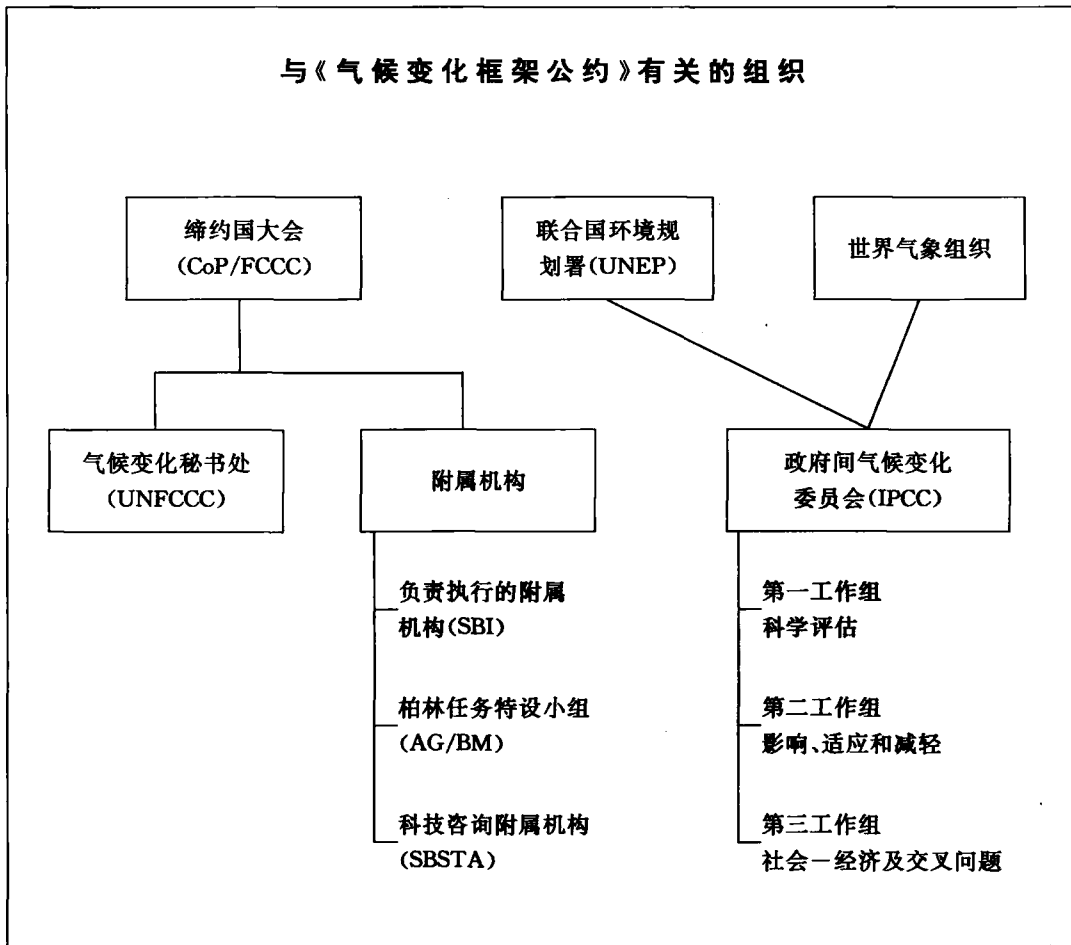 与《气候变化框架公约》有关的组织
缔约国大会
(CoP/FCCC)
联合国环境规
划署(UNEP)
世界气象组织
气候变化秘书处
(UNFCCC)
附属机构
政府间气候变化
委员会(IPCC)
负责执行的附属
机构(SBI)
柏林任务特设小组
(AG/BM)
科技咨询附属机构
(SBSTA)
第一工作组
科学评估
第二工作组
影响、适应和减轻
第三工作组
社会－经济及交叉问题